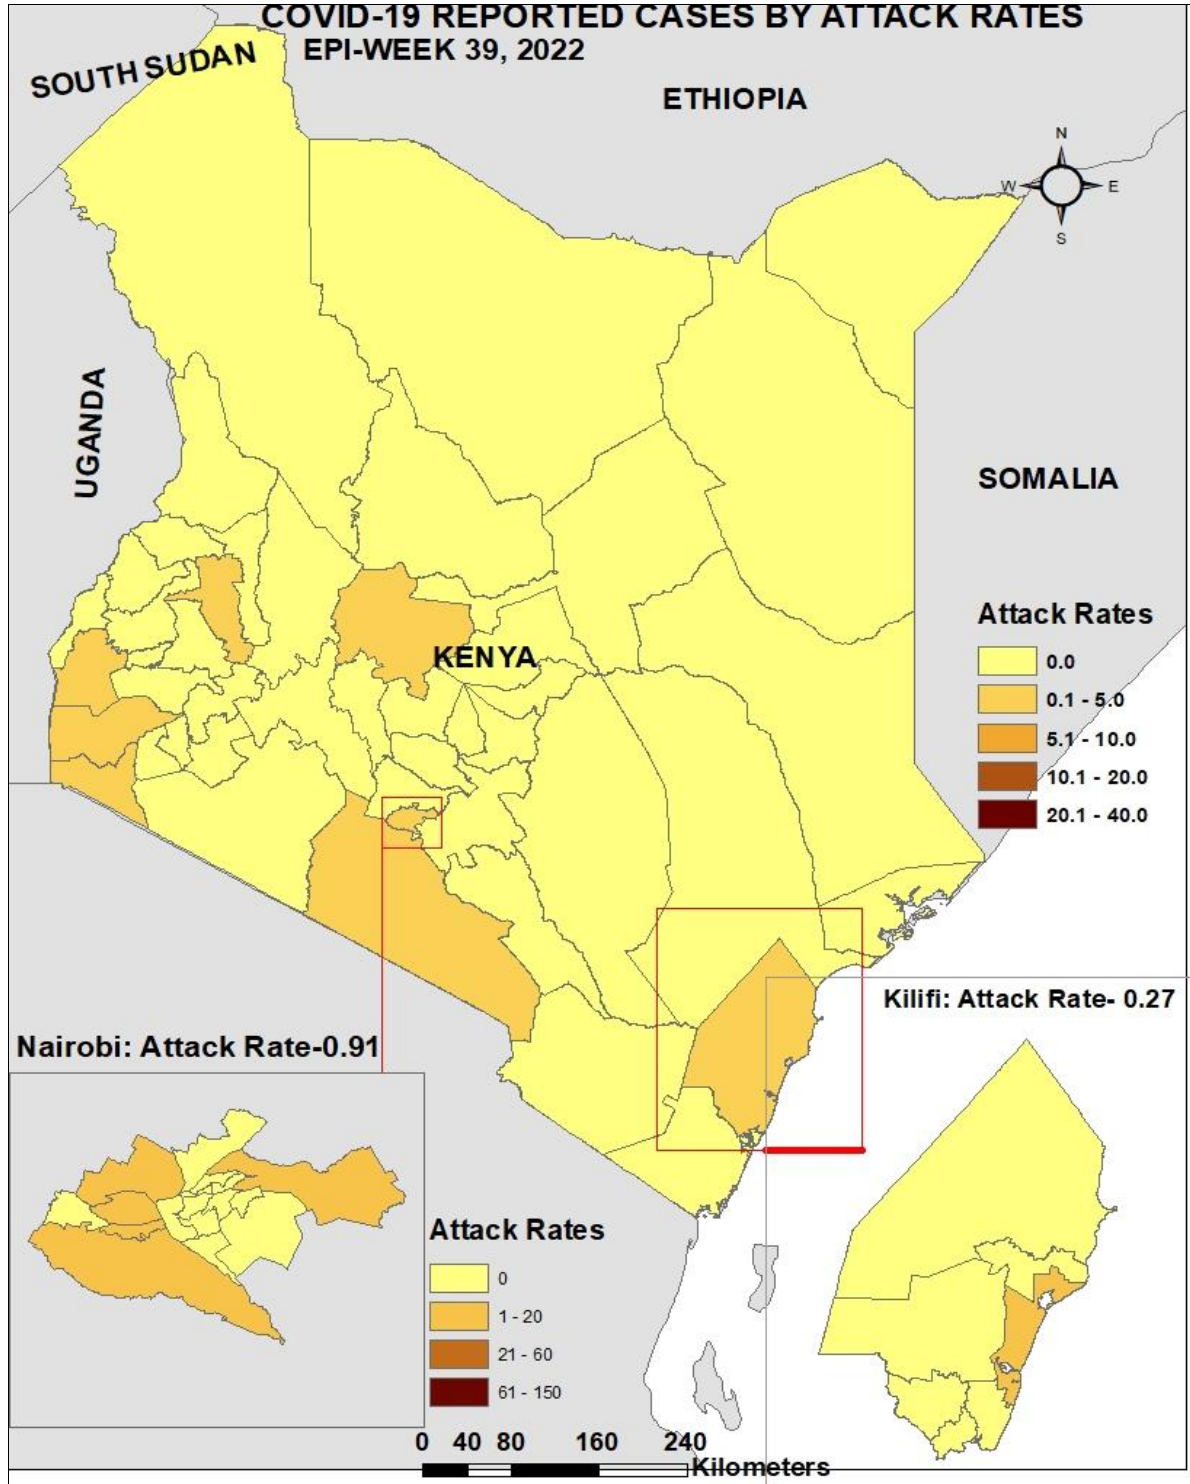 COVID-19 REPORTED CASES BY ATTACK RATES
EPI-WEEK 39, 2022
SOUTH SUDAN
ETHIOPIA
N
W
E
S
UGANDA
SOMALIA
KENYA
Attack Rates
0.0
0.1 - 5.0
5.1 - 10.0
10.1 - 20.0
20.1 - 40.0
Kilifi: Attack Rate- 0.27
Nairobi: Attack Rate-0.91
Attack Rates
0
1 - 20
21 - 60
61 - 150
0 40 80 160 240
Kilometers